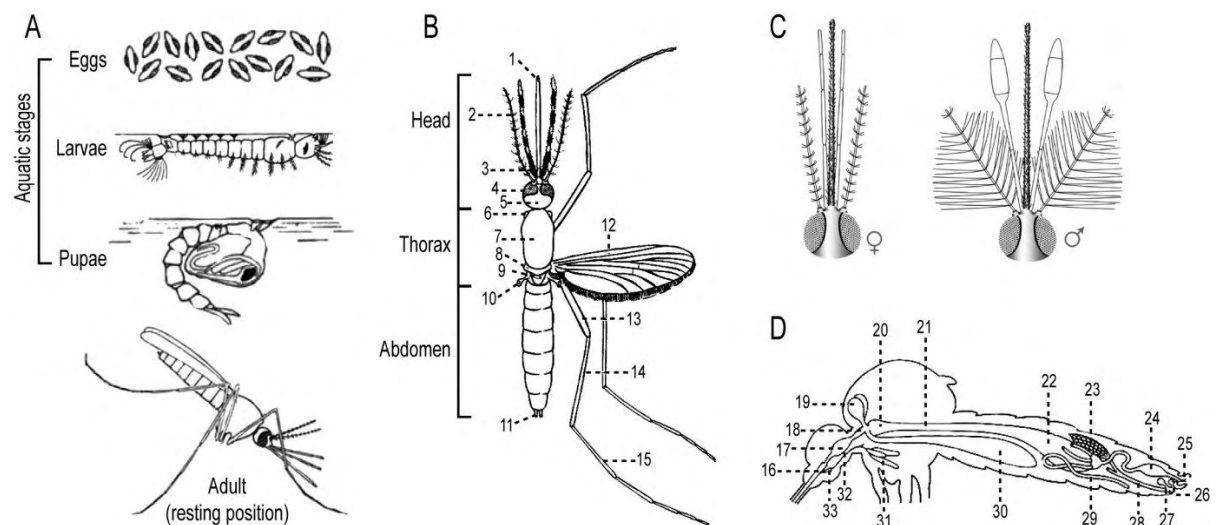 A
Aquatic stages
Eggs
Larvae
Pupae
Adult
(resting position)
B
Head
Thorax
Abdomen
1
2
3
4
5
6
7
8
9
10
11
12
13
14
15
C
♀
♂
D
16
17
18
19
20
21
22
23
24
25
26
27
28
29
30
31
32
33